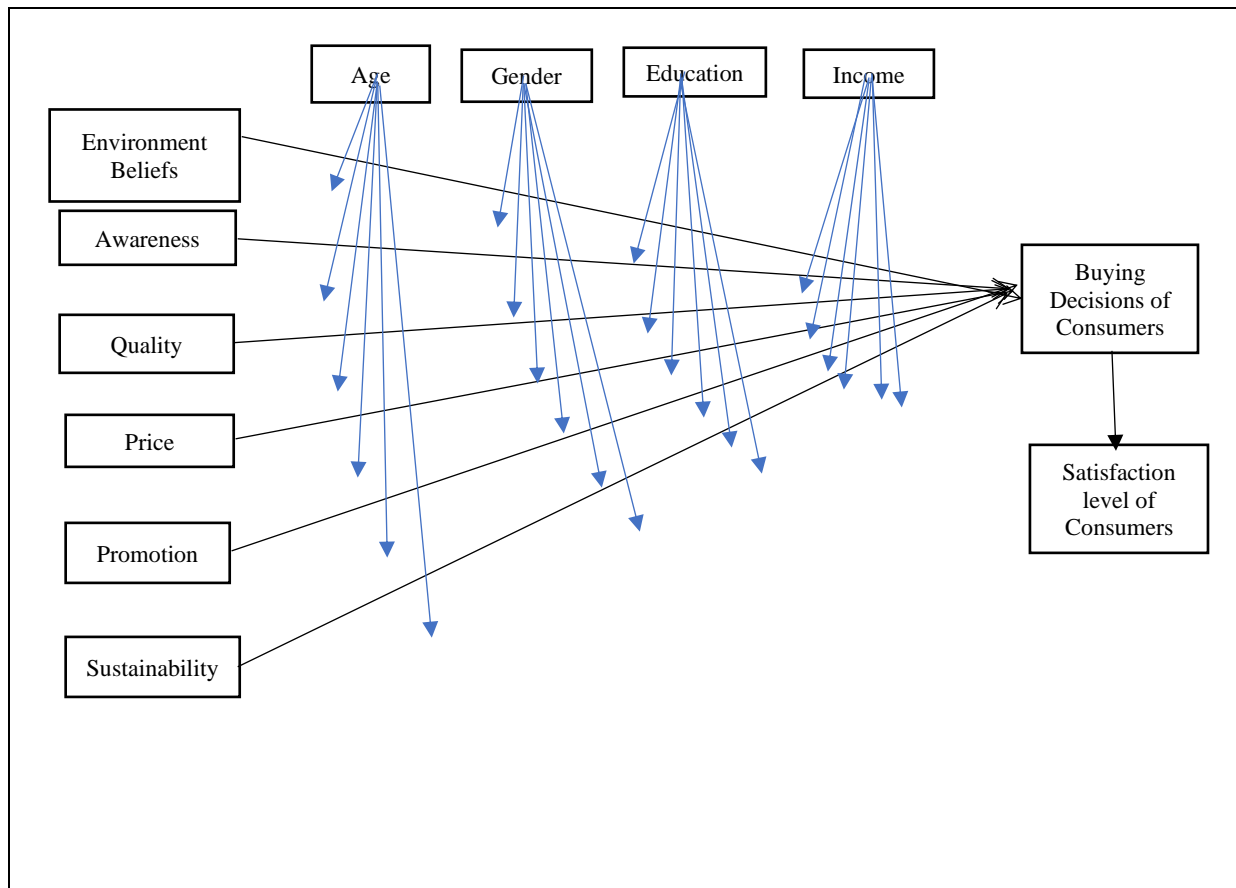 Age
Gender
Education
Income
Environment
Beliefs
Awareness
Quality
Price
Promotion
Sustainability
Buying
Decisions of
Consumers
Satisfaction
level of
Consumers